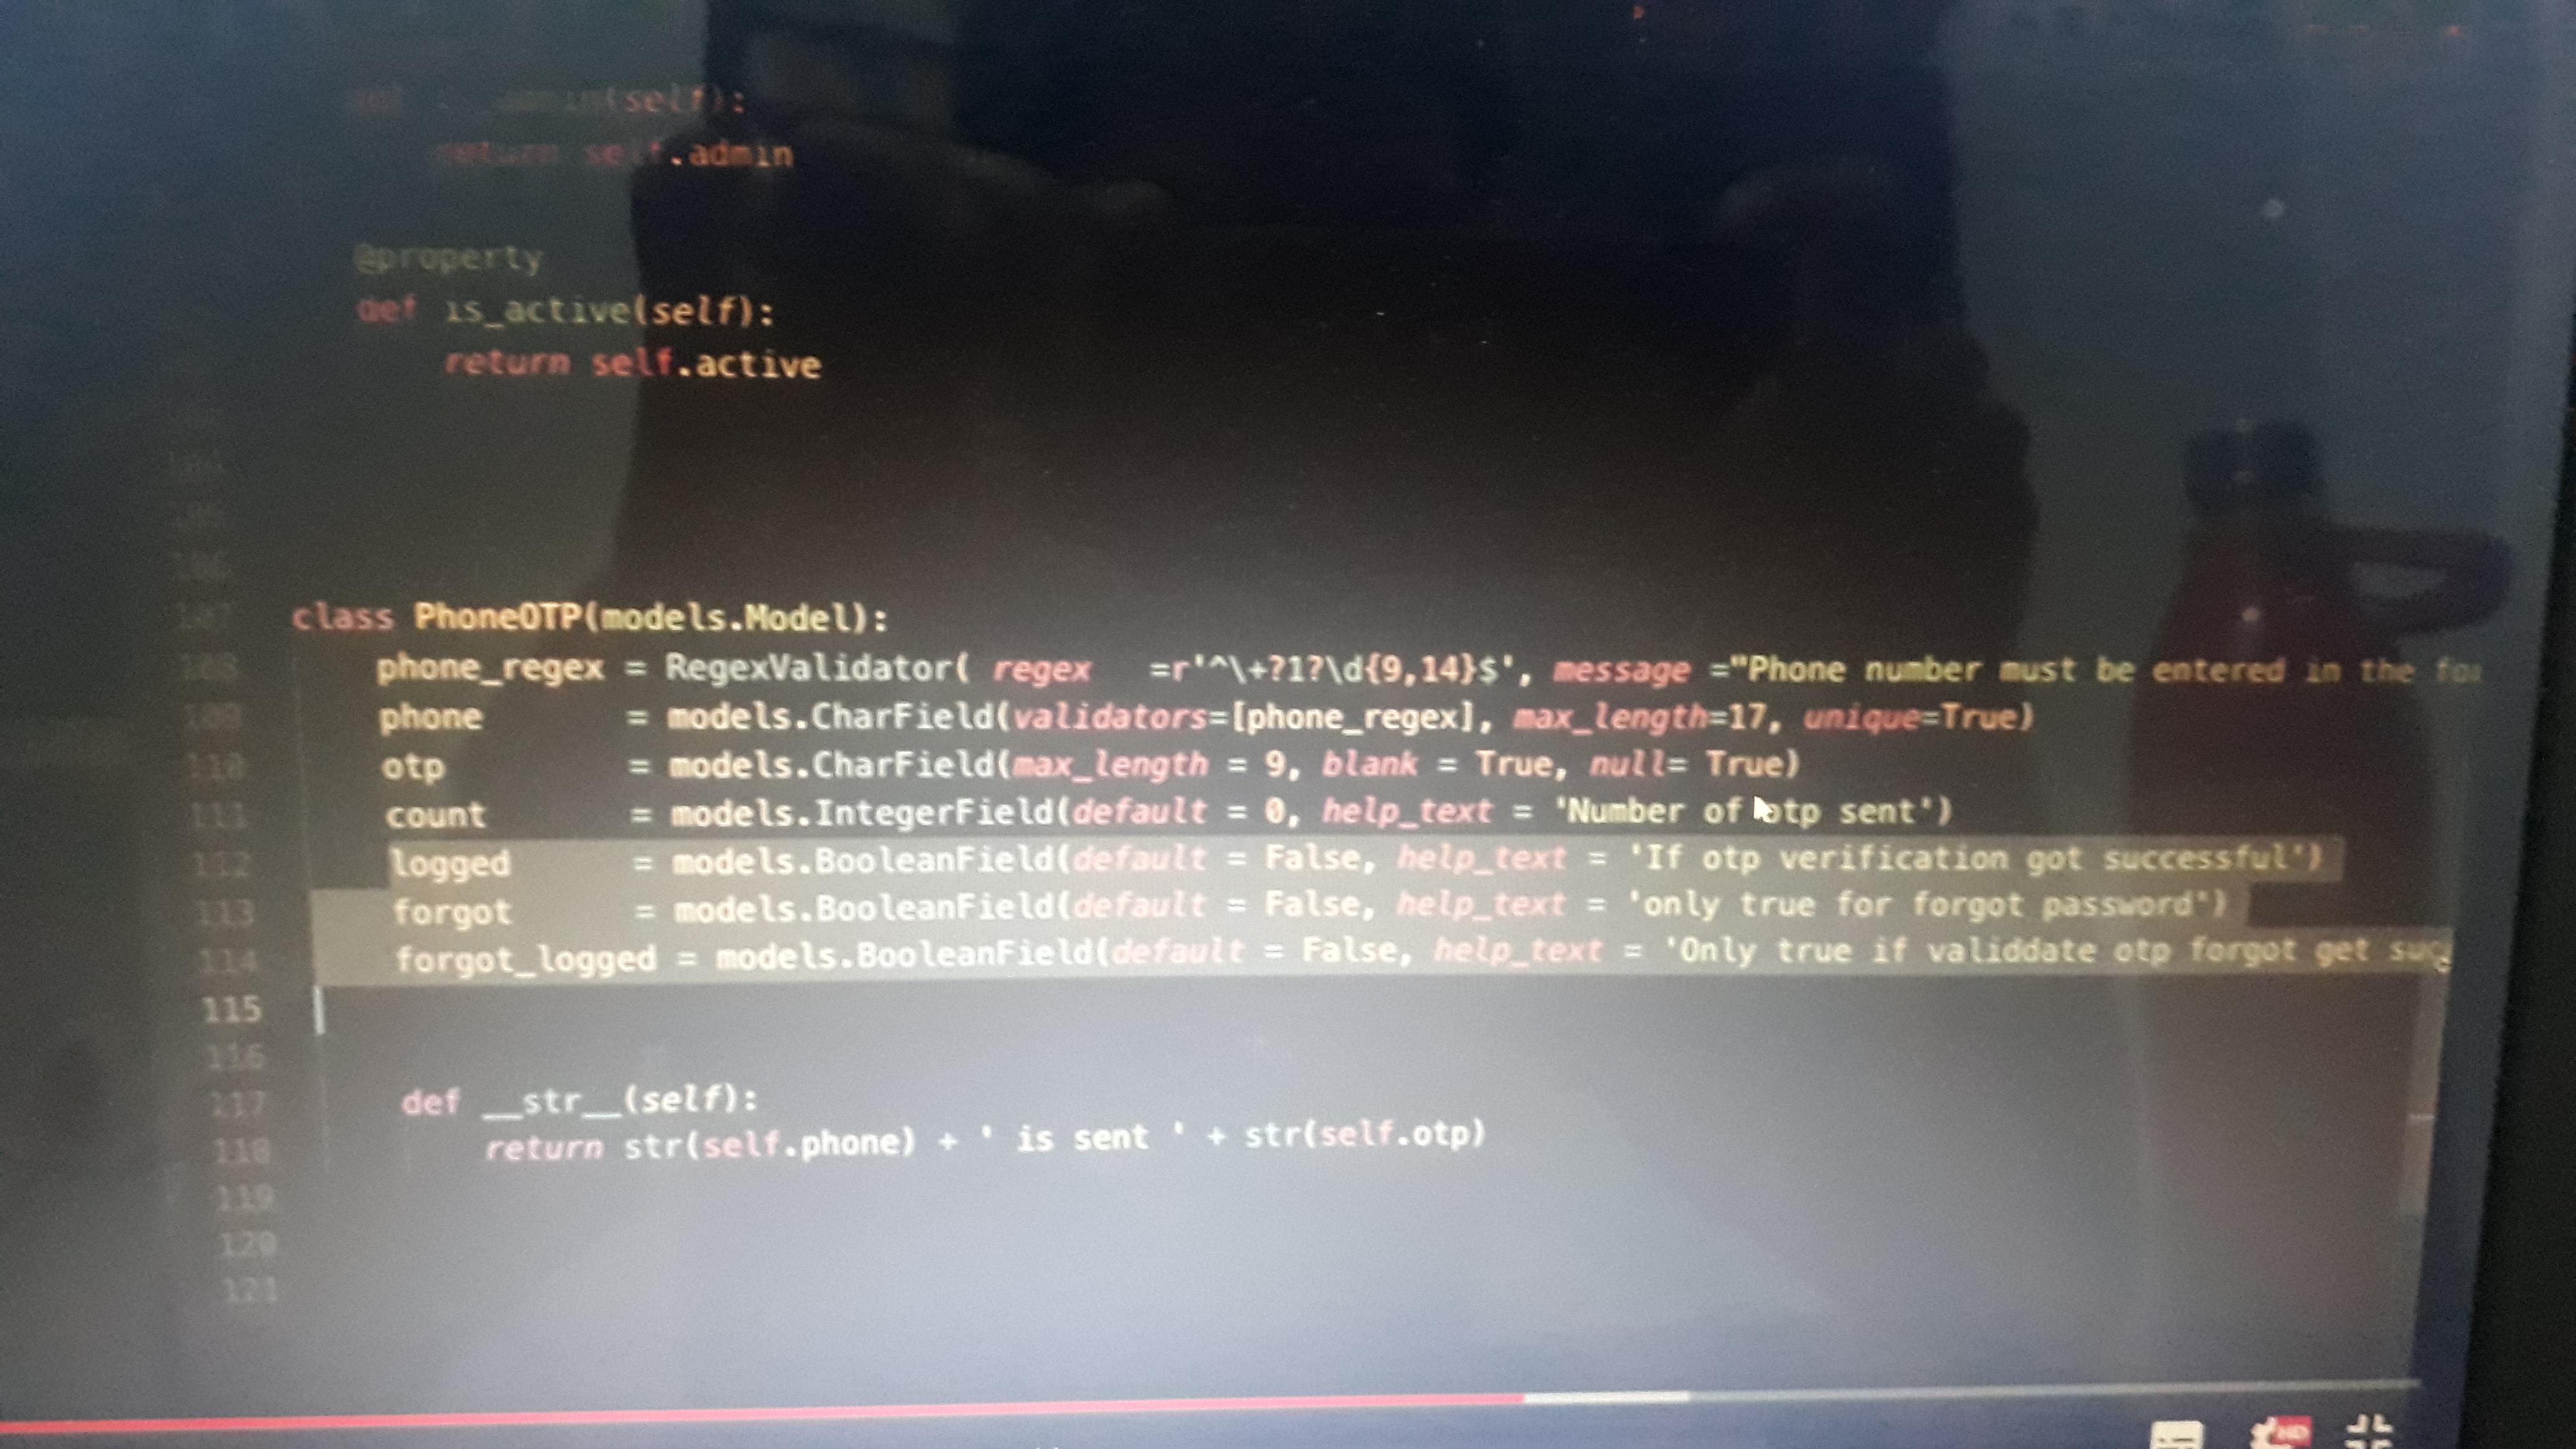 (self):
return self.admin
@property
def is_active(self):
return self.active
104
105
106
107 class PhoneOTP(models.Model):
108 phone_regex = RegexValidator( regex =r'^\+?1?\d{9,14}$', message ="Phone number must be entered in the for
109 phone = models.CharField(validators=[phone_regex], max_length=17, unique=True)
110 otp = models.CharField(max_length = 9, blank = True, null= True)
111 count = models.IntegerField(default = 0, help_text = 'Number of otp sent')
112 logged = models.BooleanField(default = False, help_text = 'If otp verification got successful')
113 forgot = models.BooleanField(default = False, help_text = 'only true for forgot password')
114 forgot_logged = models.BooleanField(default = False, help_text = 'Only true if validdate otp forgot get suc
115
116
117 def __str__(self):
118 return str(self.phone) + ' is sent ' + str(self.otp)
119
120
121
HD